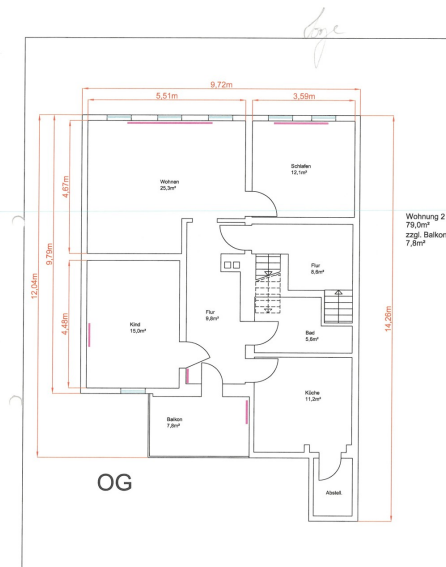 9,72m
5,51m
3,59m
Wohnen
25,3m²
Schlafen
12,1m²
4,67m
9,79m
12,04m
14,26m
Wohnung 2
79,0m²
zzgl. Balkon
7,8m²
Flur
6,6m²
Kind
15,0m²
Flur
9,8m²
4,48m
Bad
5,6m²
Küche
11,2m²
Balkon
7,8m²
OG
Abstell.